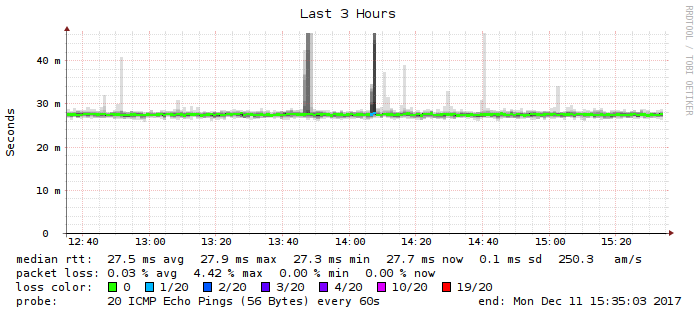 Last 3 Hours
RRDTOOL / TOBI OETIKER
Seconds
40 m
30 m
20 m
10 m
0
12:40 13:00 13:20 13:40 14:00 14:20 14:40 15:00 15:20
median rtt: 27.5 ms avg 27.9 ms max 27.3 ms min 27.7 ms now 0.1 ms sd 250.3 am/s
packet loss: 0.03 % avg 4.42 % max 0.00 % min 0.00 % now
loss color: 0 1/20 2/20 3/20 4/20 10/20 19/20
probe: 20 ICMP Echo Pings (56 Bytes) every 60s end: Mon Dec 11 15:35:03 2017